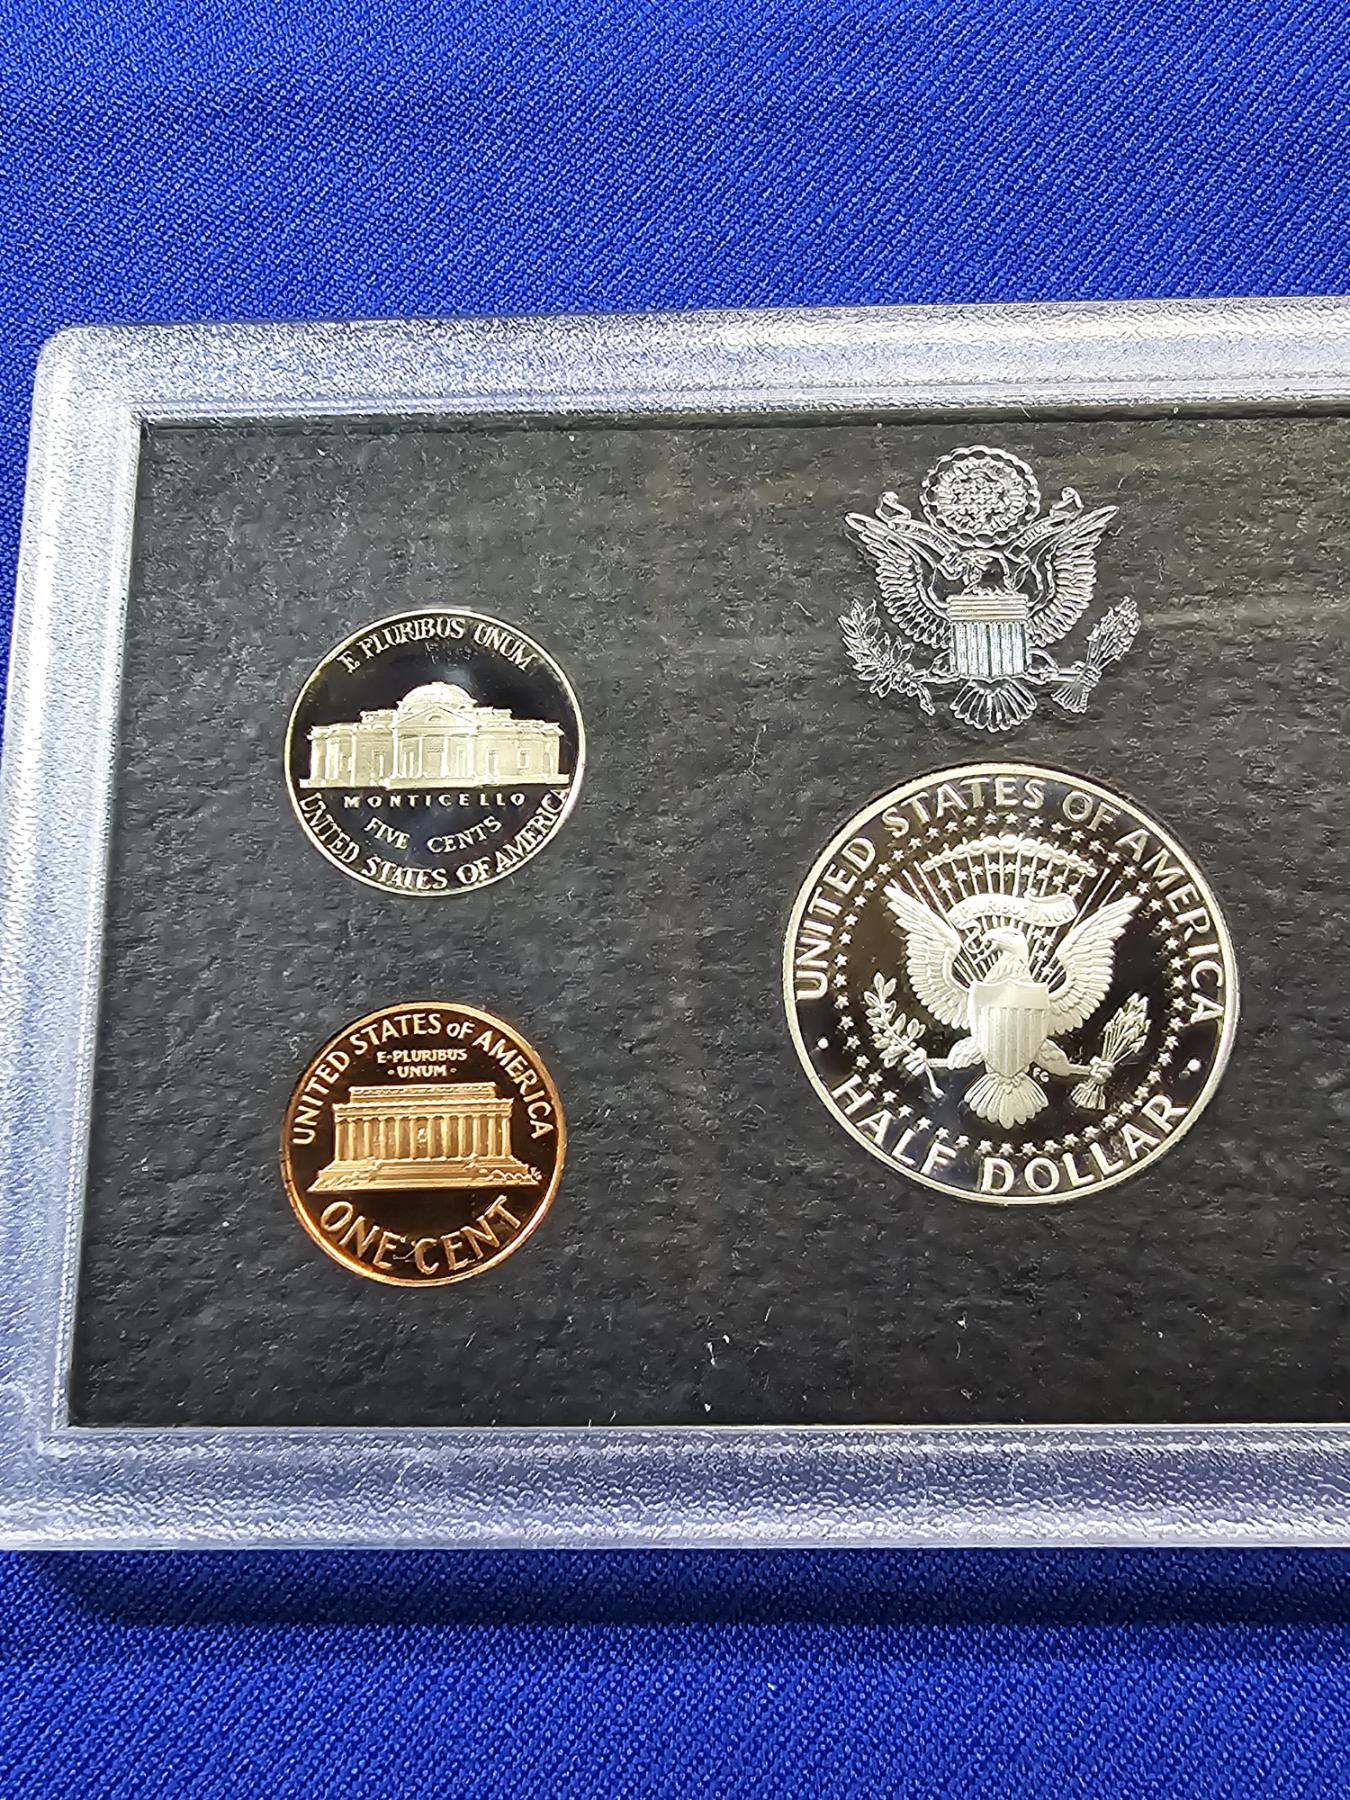 E PLURIBUS UNUM
MONTICELLO
FIVE CENTS
UNITED STATES OF AMERICA
UNITED STATES OF AMERICA
E·PLURIBUS
·UNUM·
ONE CENT
UNITED STATES OF AMERICA
FG
· HALF DOLLAR ·